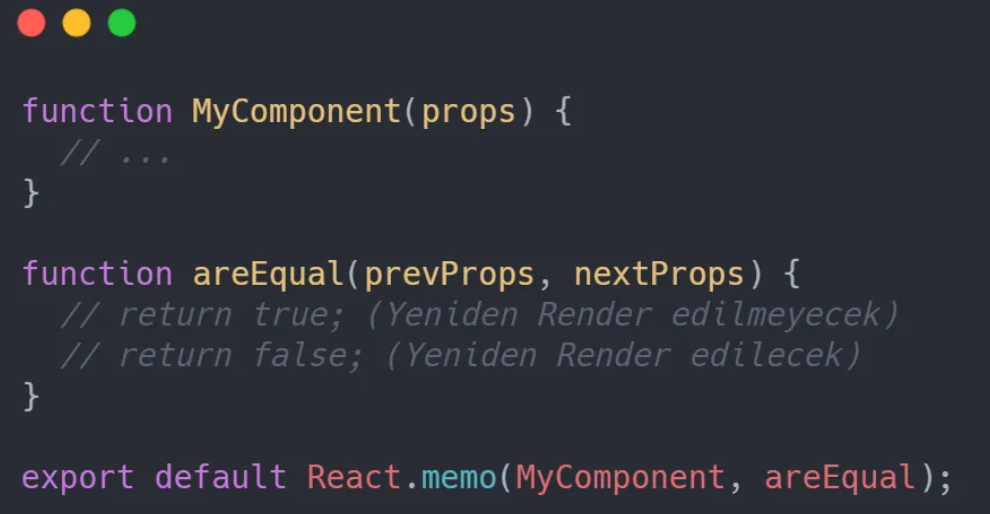 function MyComponent(props) {
  // ...
}
function areEqual(prevProps, nextProps) {
  // return true; (Yeniden Render edilmeyecek)
  // return false; (Yeniden Render edilecek)
}
export default React.memo(MyComponent, areEqual);